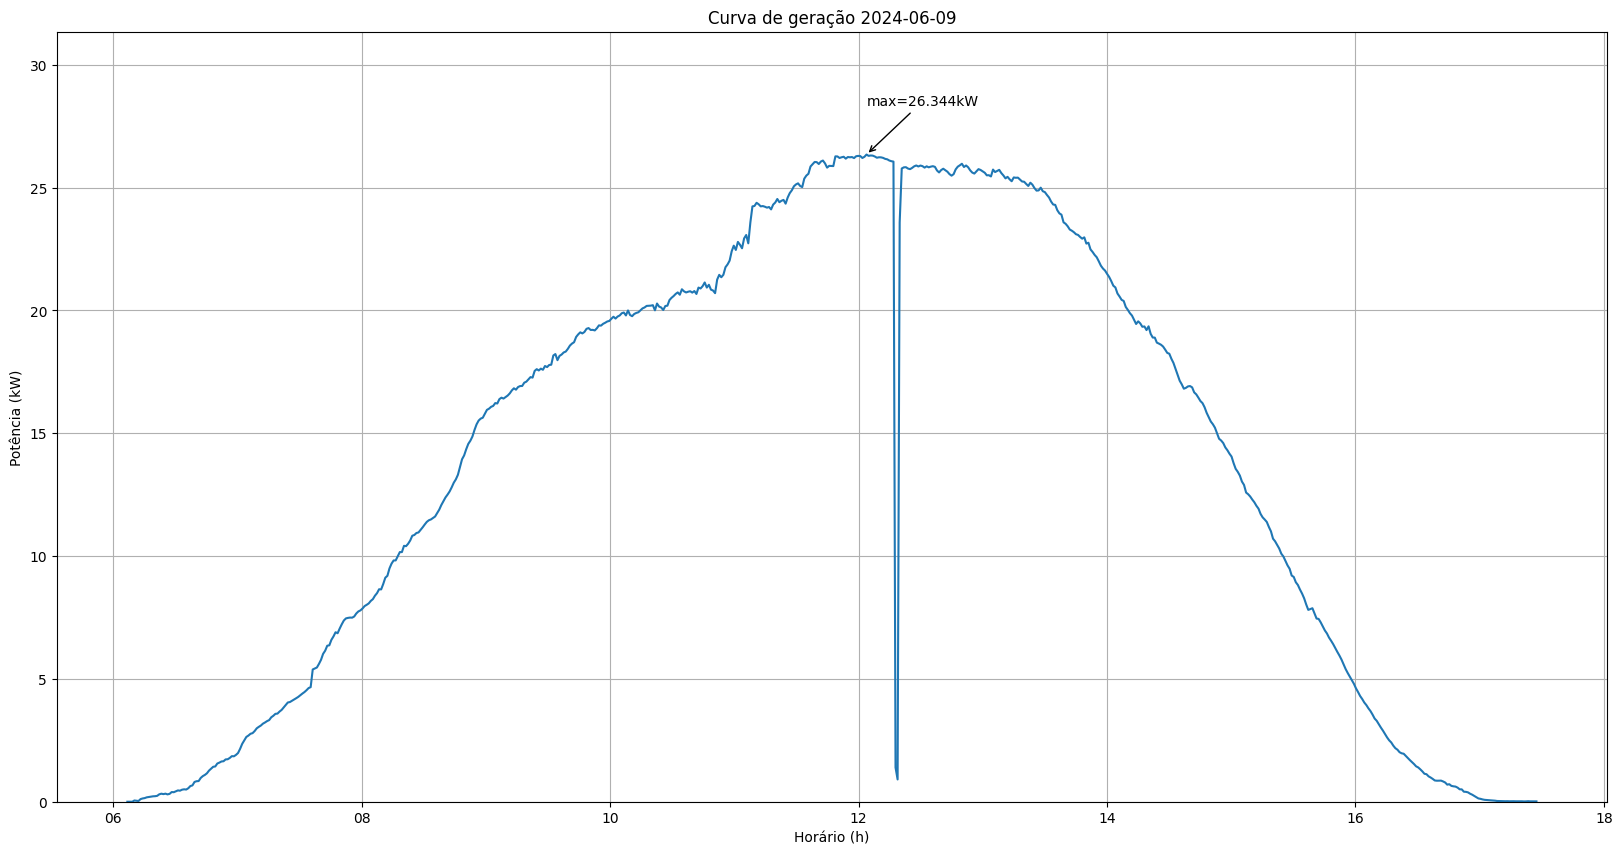 Curva de geração 2024-06-09
30
25
20
15
10
5
0
Potência (kW)
max=26.344kW
06 08 10 12 14 16 18
Horário (h)